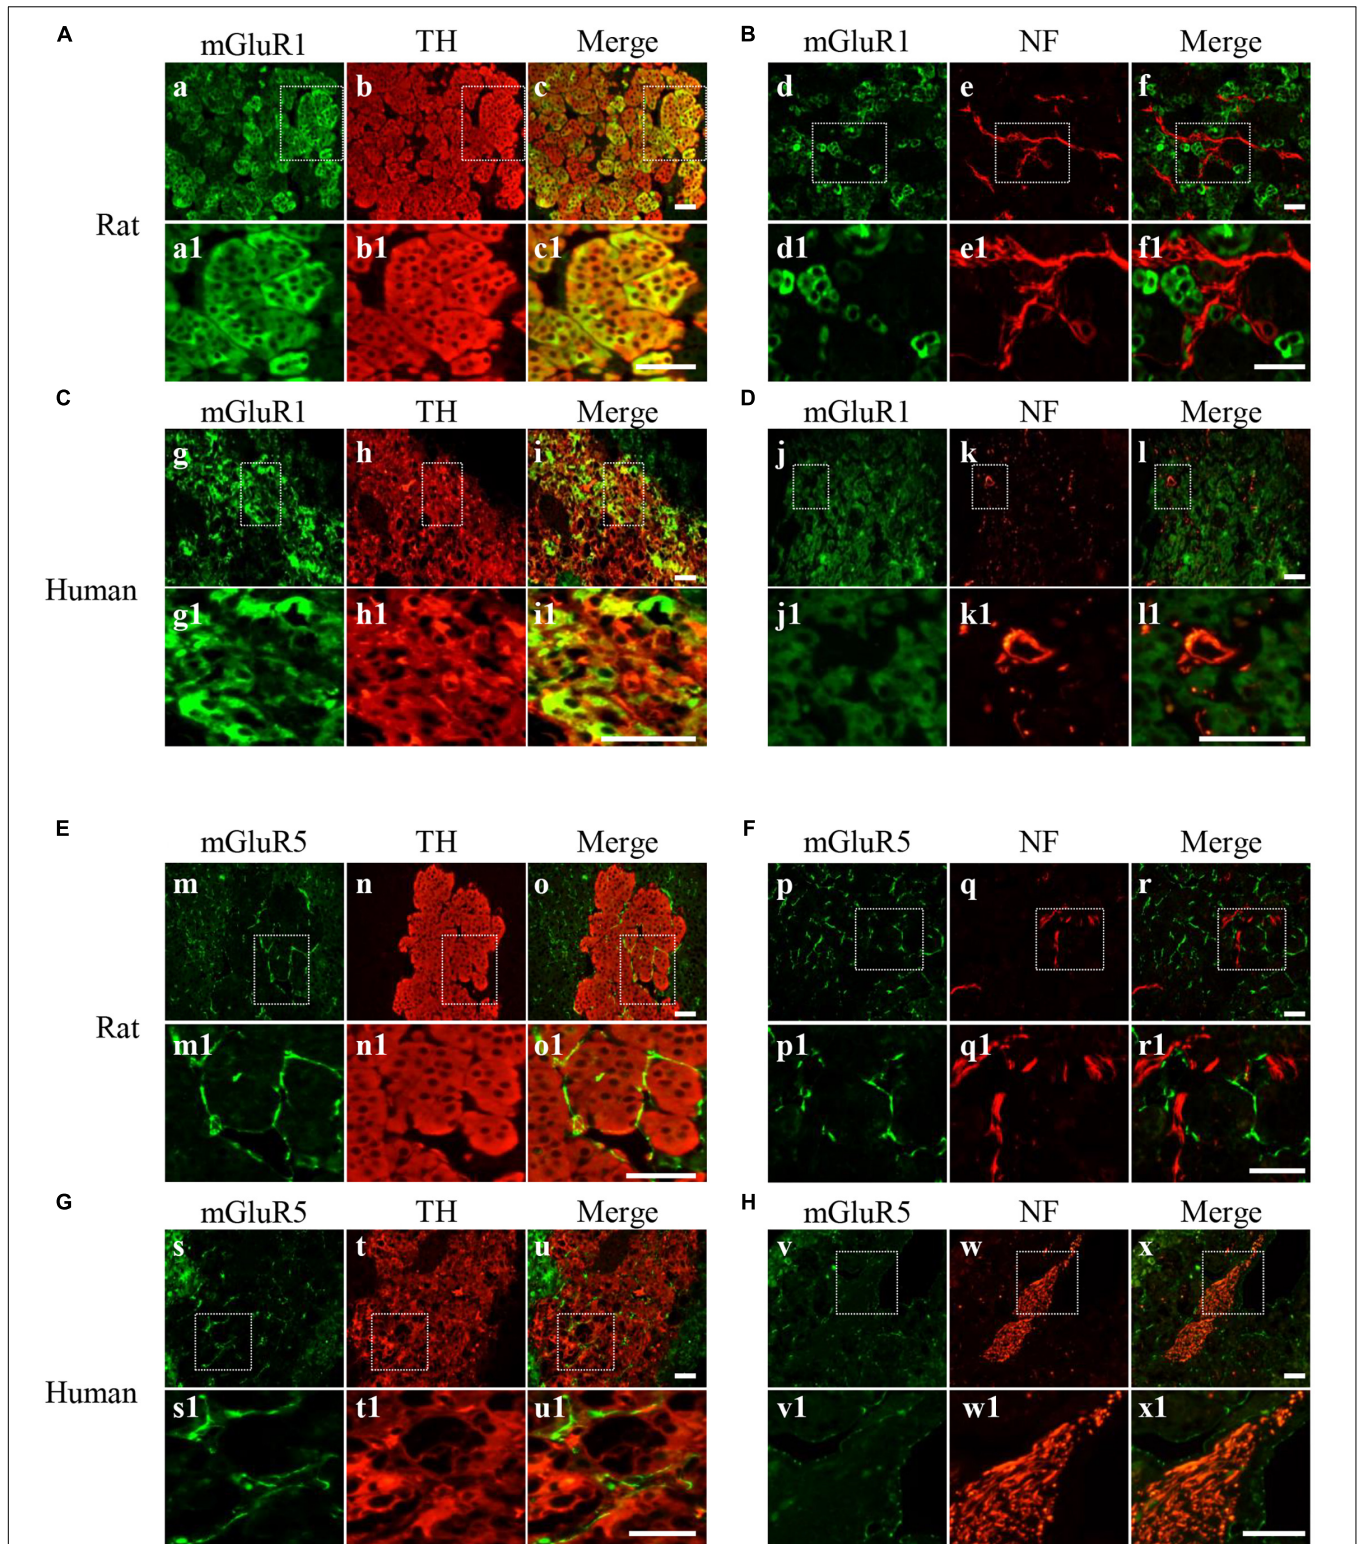 A
mGluR1 TH Merge
B
mGluR1 NF Merge
a b c
d e f
Rat
a1 b1 c1
d1 e1 f1
C
mGluR1 TH Merge
D
mGluR1 NF Merge
g h i
j k l
Human
g1 h1 i1
j1 k1 l1
E
mGluR5 TH Merge
F
mGluR5 NF Merge
m n o
p q r
Rat
m1 n1 o1
p1 q1 r1
G
mGluR5 TH Merge
H
mGluR5 NF Merge
s t u
v w x
Human
s1 t1 u1
v1 w1 x1